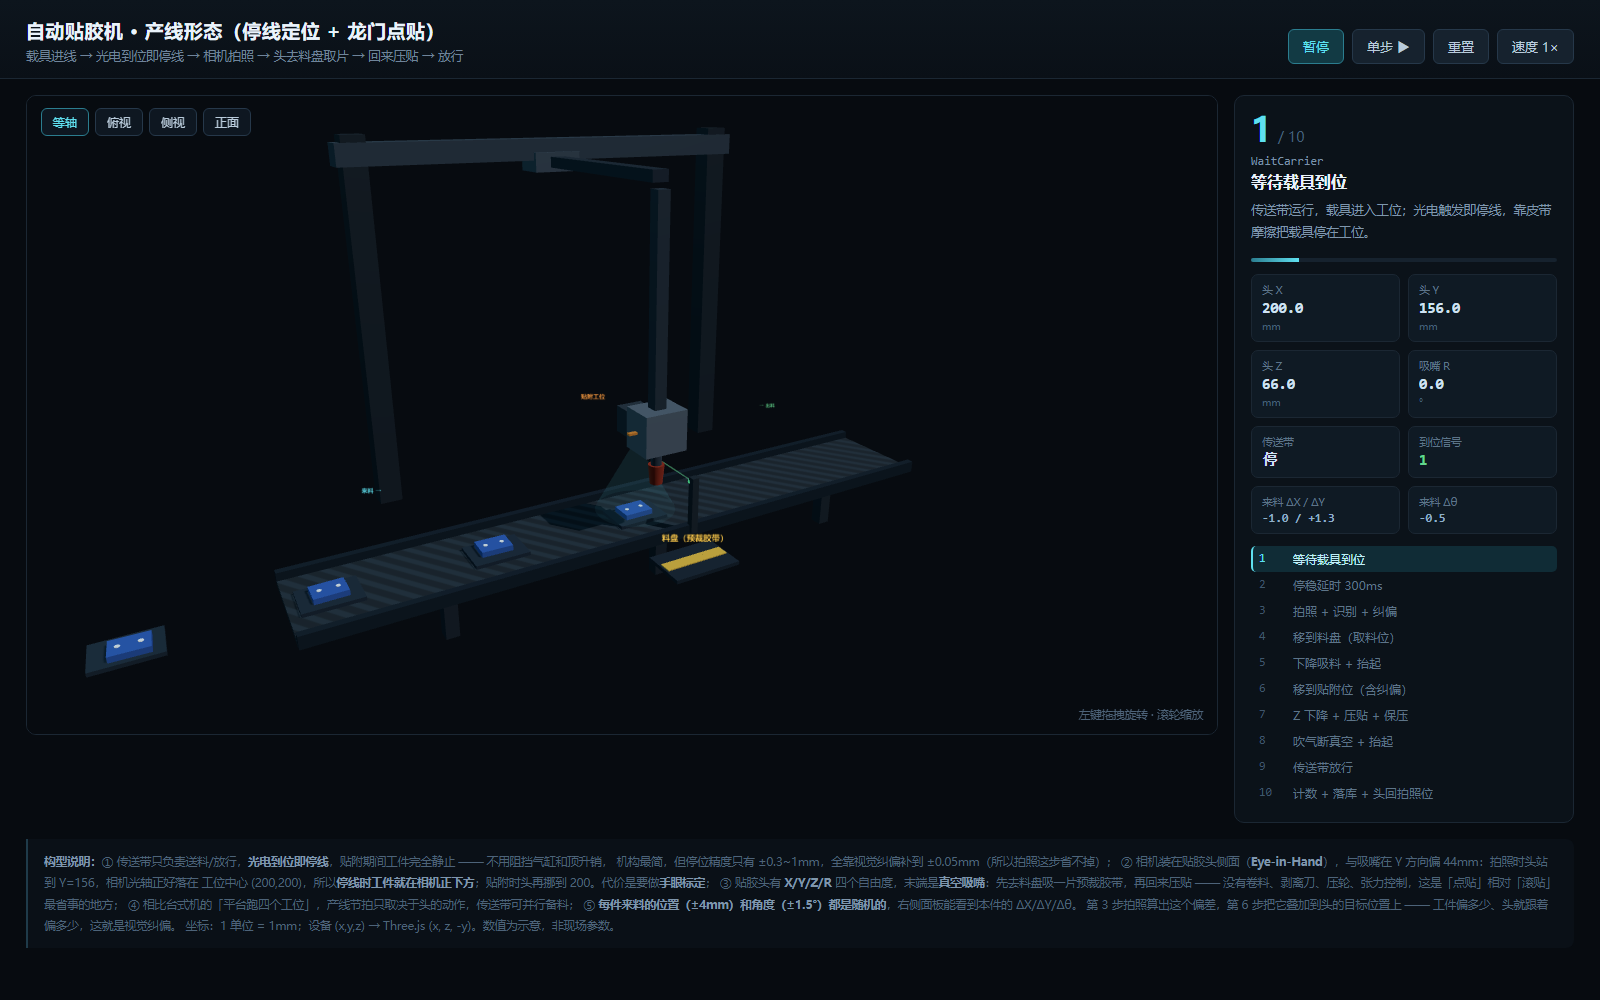 自动贴胶机 • 产线形态（停线定位 + 龙门点贴）
载具进线 → 光电到位即停线 → 相机拍照 → 头去料盘取片 → 回来压贴 → 放行
暂停
单步 ▶
重置
速度 1×
等轴
俯视
侧视
正面
贴附工位
→ 出料
来料 →
料盘（预裁胶带）
左键拖拽旋转 · 滚轮缩放
1 / 10
WaitCarrier
等待载具到位
传送带运行，载具进入工位；光电触发即停线，靠皮带
摩擦把载具停在工位。
头 X
200.0
mm
头 Y
156.0
mm
头 Z
66.0
mm
吸嘴 R
0.0
°
传送带
停
到位信号
1
来料 ΔX / ΔY
-1.0 / +1.3
来料 Δθ
-0.5
1 等待载具到位
2 停稳延时 300ms
3 拍照 + 识别 + 纠偏
4 移到料盘（取料位）
5 下降吸料 + 抬起
6 移到贴附位（含纠偏）
7 Z 下降 + 压贴 + 保压
8 吹气断真空 + 抬起
9 传送带放行
10 计数 + 落库 + 头回拍照位
构型说明：① 传送带只负责送料/放行，光电到位即停线，贴附期间工件完全静止 —— 不用阻挡气缸和顶升销，机构最简，但停位精度只有 ±0.3~1mm，全靠视觉纠偏补到 ±0.05mm（所以拍照这步省不掉）； ② 相机装在贴胶头侧面（Eye-in-Hand），与吸嘴在 Y 方向偏 44mm：拍照时头站
到 Y=156，相机光轴正好落在 工位中心 (200,200)，所以停线时工件就在相机正下方；贴附时头再挪到 200。代价是要做手眼标定； ③ 贴胶头有 X/Y/Z/R 四个自由度，末端是真空吸嘴：先去料盘吸一片预裁胶带，再回来压贴 —— 没有卷料、剥离刀、压轮、张力控制，这是「点贴」相对「滚贴」
最省事的地方； ④ 相比台式机的「平台跑四个工位」，产线节拍只取决于头的动作，传送带可并行备料； ⑤ 每件来料的位置（±4mm）和角度（±1.5°）都是随机的，右侧面板能看到本件的 ΔX/ΔY/Δθ。 第 3 步拍照算出这个偏差，第 6 步把它叠加到头的目标位置上 —— 工件偏多少、头就跟着
偏多少，这就是视觉纠偏。 坐标：1 单位 = 1mm；设备 (x,y,z) → Three.js (x, z, -y)。数值为示意，非现场参数。